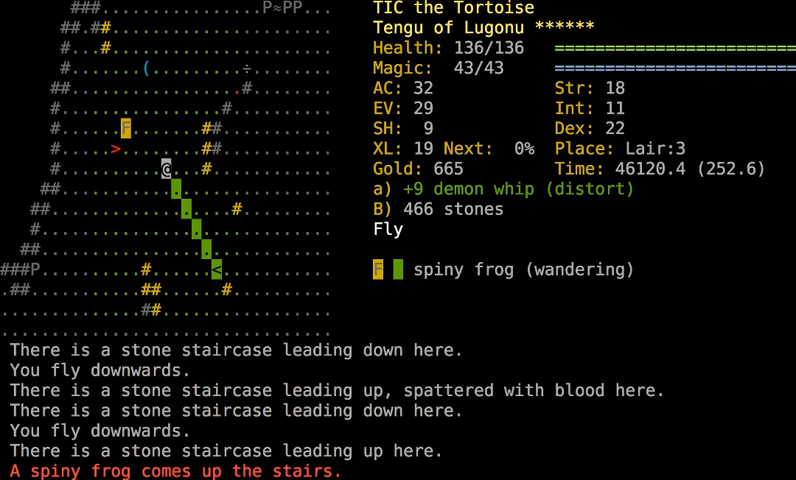 ###....................P≈PP...
TIC the Tortoise
##.##......................
Tengu of Lugonu ******
#...#......................
Health: 136/136 ========================
Magic: 43/43 ========================
#.......(.........÷........
AC: 32 Str: 18
##.................#........
EV: 29 Int: 11
#................#..........
SH: 9 Dex: 22
#.....F.......##...........
XL: 19 Next: 0% Place: Lair:3
#....>........##...........
Gold: 665 Time: 46120.4 (252.6)
#.........@...#............
a) +9 demon whip (distort)
B) 466 stones
Fly
F spiny frog (wandering)
There is a stone staircase leading down here.
You fly downwards.
There is a stone staircase leading up, spattered with blood here.
There is a stone staircase leading down here.
You fly downwards.
There is a stone staircase leading up here.
A spiny frog comes up the stairs.